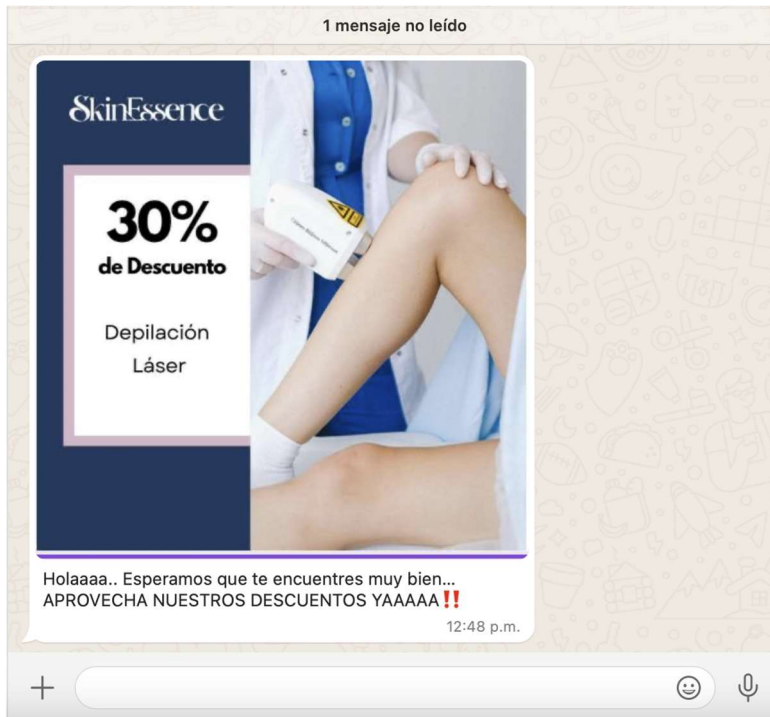 1 mensaje no leído
SkinEssence
30%
de Descuento
Depilación
Láser
Holaaaa.. Esperamos que te encuentres muy bien...
APROVECHA NUESTROS DESCUENTOS YAAAAA‼️
12:48 p.m.